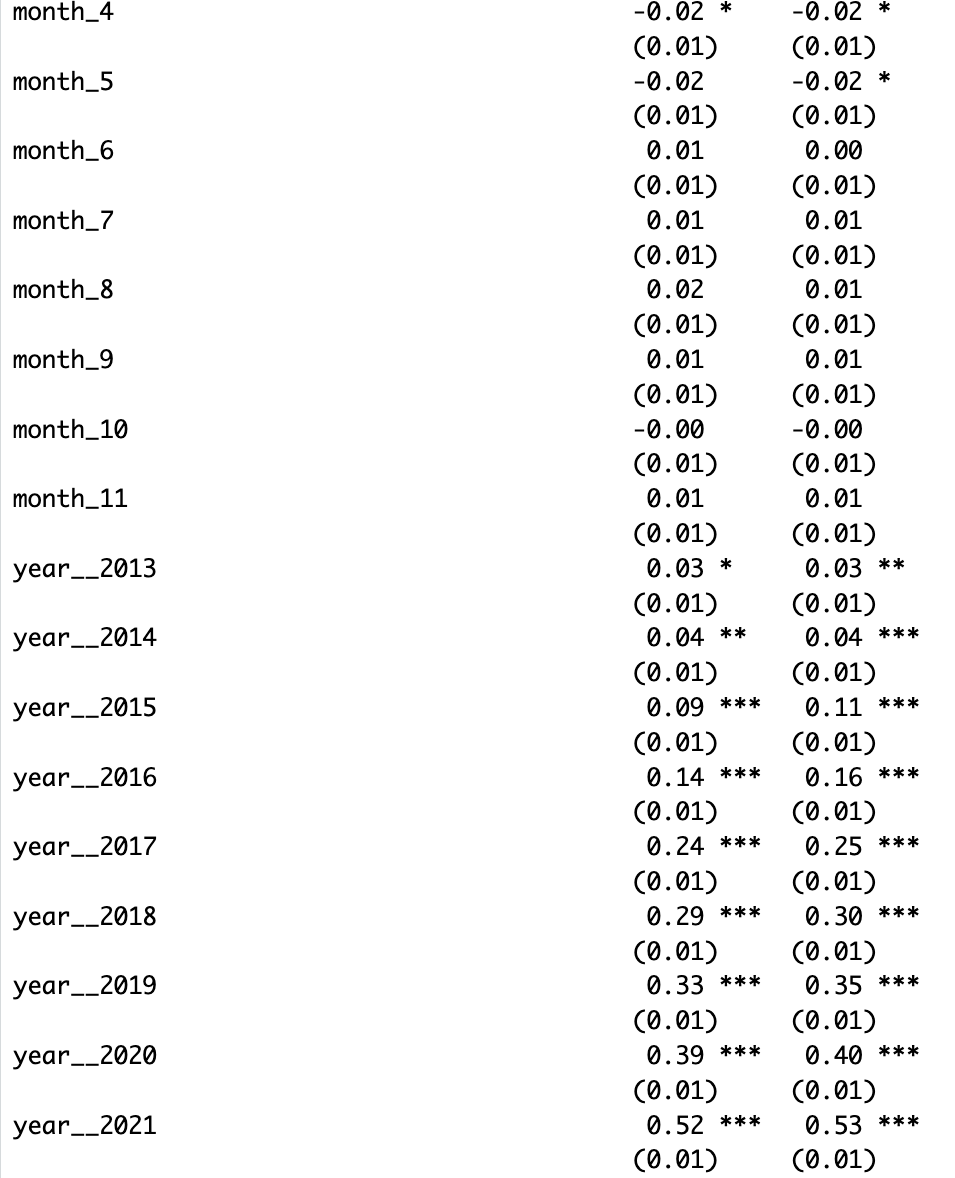 month_4 -0.02 * -0.02 *
(0.01) (0.01)
month_5 -0.02 -0.02 *
(0.01) (0.01)
month_6 0.01 0.00
(0.01) (0.01)
month_7 0.01 0.01
(0.01) (0.01)
month_8 0.02 0.01
(0.01) (0.01)
month_9 0.01 0.01
(0.01) (0.01)
month_10 -0.00 -0.00
(0.01) (0.01)
month_11 0.01 0.01
(0.01) (0.01)
year__2013 0.03 * 0.03 **
(0.01) (0.01)
year__2014 0.04 ** 0.04 ***
(0.01) (0.01)
year__2015 0.09 *** 0.11 ***
(0.01) (0.01)
year__2016 0.14 *** 0.16 ***
(0.01) (0.01)
year__2017 0.24 *** 0.25 ***
(0.01) (0.01)
year__2018 0.29 *** 0.30 ***
(0.01) (0.01)
year__2019 0.33 *** 0.35 ***
(0.01) (0.01)
year__2020 0.39 *** 0.40 ***
(0.01) (0.01)
year__2021 0.52 *** 0.53 ***
(0.01) (0.01)